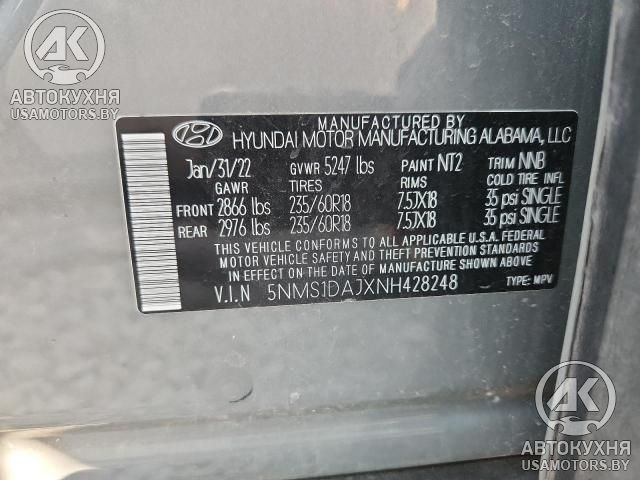 АК
АВТОКУХНЯ
USAMOTORS.BY
MANUFACTURED BY
HYUNDAI MOTOR MANUFACTURING ALABAMA, LLC
Jan/31/22 GVWR 5247 lbs PAINT NT2 TRIM NNB
GAWR TIRES RIMS COLD TIRE INFL
FRONT 2866 lbs 235/60R18 7.5JX18 35 psi SINGLE
REAR 2976 lbs 235/60R18 7.5JX18 35 psi SINGLE
THIS VEHICLE CONFORMS TO ALL APPLICABLE U.S.A. FEDERAL
MOTOR VEHICLE SAFETY AND THEFT PREVENTION STANDARDS
IN EFFECT ON THE DATE OF MANUFACTURE SHOWN ABOVE.
V.I.N 5NMS1DAJXNH428248 TYPE: MPV
АК
АВТОКУХНЯ
USAMOTORS.BY